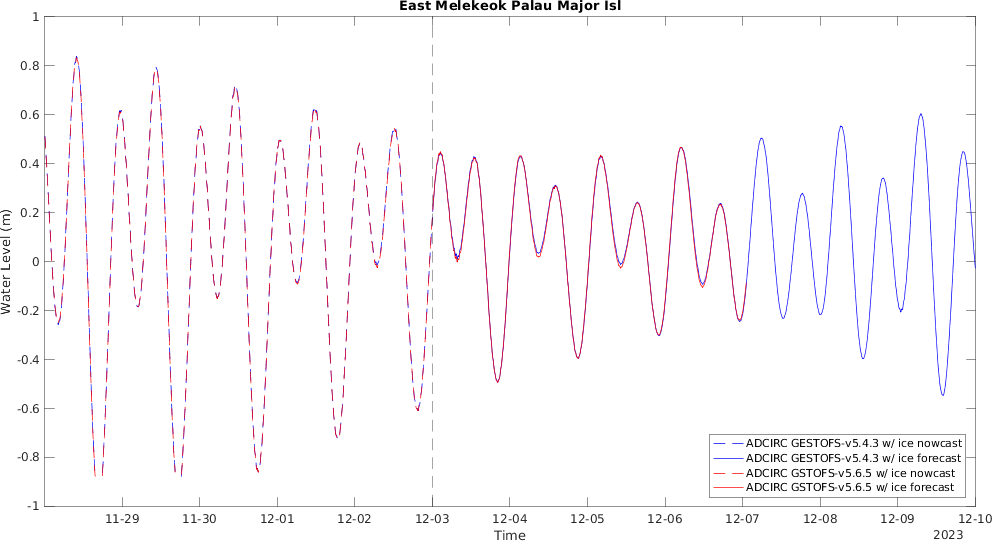 East Melekeok Palau Major Isl
1
0.8
0.6
0.4
0.2
0
-0.2
-0.4
-0.6
-0.8
-1
Water Level (m)
ADCIRC GESTOFS-v5.4.3 w/ ice nowcast
ADCIRC GESTOFS-v5.4.3 w/ ice forecast
ADCIRC GSTOFS-v5.6.5 w/ ice nowcast
ADCIRC GSTOFS-v5.6.5 w/ ice forecast
11-29 11-30 12-01 12-02 12-03 12-04 12-05 12-06 12-07 12-08 12-09 12-10
Time
2023